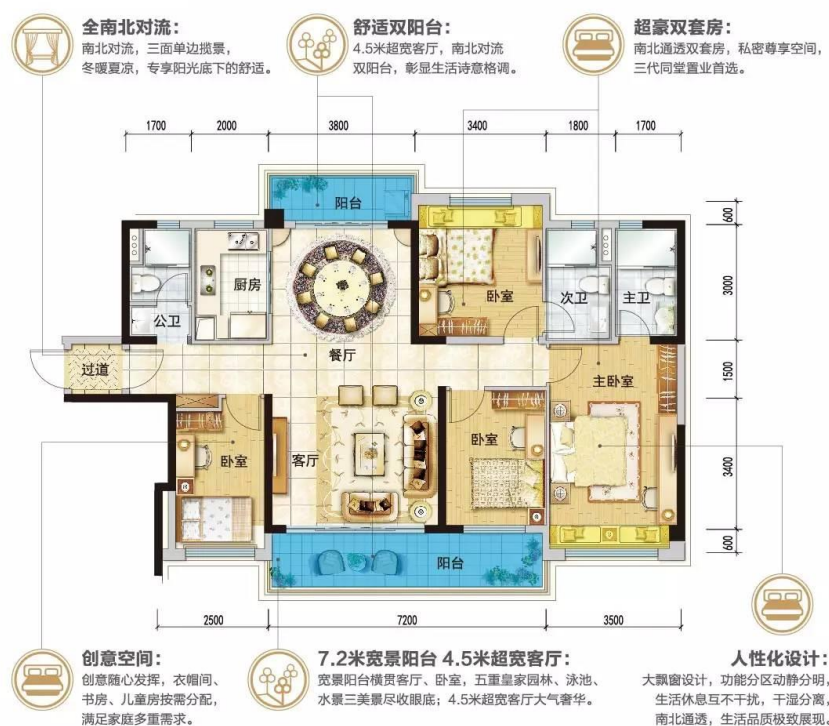 全南北对流：
南北对流，三面单边揽景，
冬暖夏凉，专享阳光底下的舒适。
舒适双阳台：
4.5米超宽客厅，南北对流
双阳台，彰显生活诗意格调。
超豪双套房：
南北通透双套房，私密尊享空间，
三代同堂置业首选。
1700 2000 3800 3400 1800 1700
阳台
600
厨房
卧室
次卫
主卫
3000
公卫
餐厅
过道
主卧室
1500
卧室
客厅
卧室
3400
阳台
600
2500 7200 3500
创意空间：
创意随心发挥，衣帽间、
书房、儿童房按需分配，
满足家庭多重需求。
7.2米宽景阳台 4.5米超宽客厅：
宽景阳台横贯客厅、卧室，五重皇家园林、泳池、
水景三美景尽收眼底；4.5米超宽客厅大气奢华。
人性化设计：
大飘窗设计，功能分区动静分明，
生活休息互不干扰，干湿分离，
南北通透，生活品质极致展现。